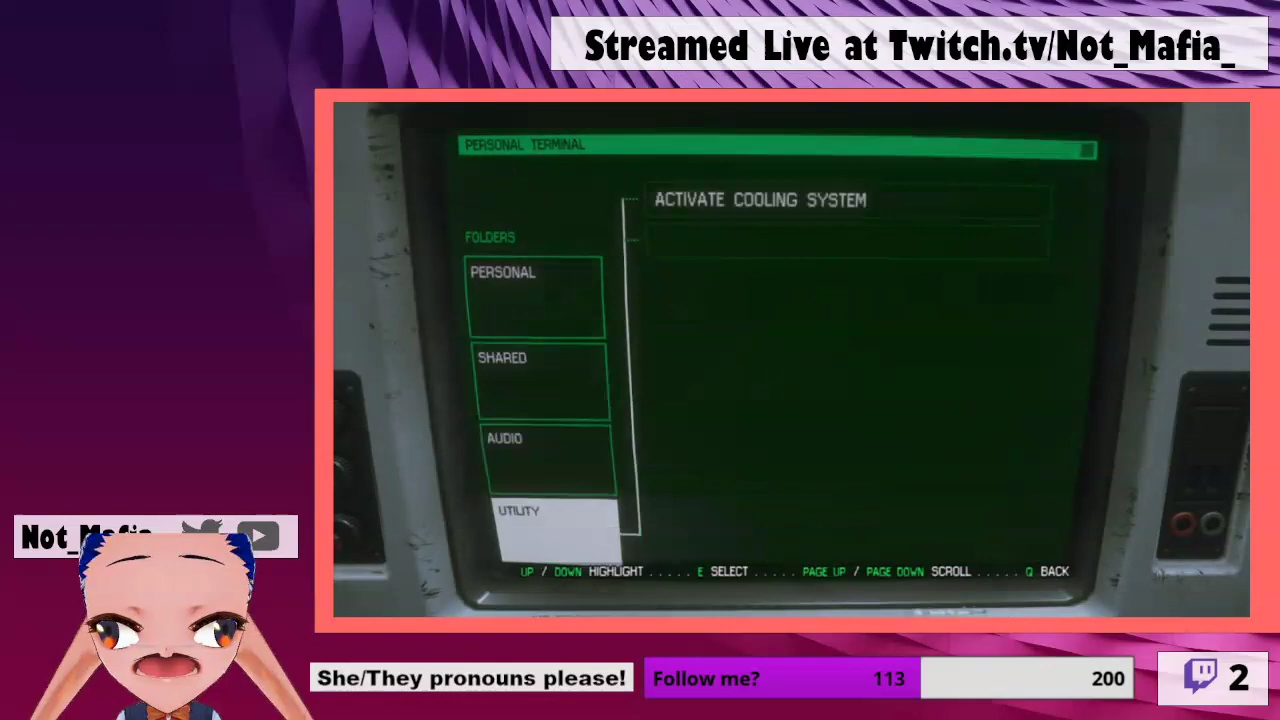 Streamed Live at Twitch.tv/Not_Mafia_
PERSONAL TERMINAL
ACTIVATE COOLING SYSTEM
FOLDERS
PERSONAL
SHARED
AUDIO
UTILITY
UP / DOWN HIGHLIGHT ..... E SELECT ..... PAGE UP / PAGE DOWN SCROLL ..... Q BACK
Not_Mafia_
She/They pronouns please!
Follow me? 113 200
2